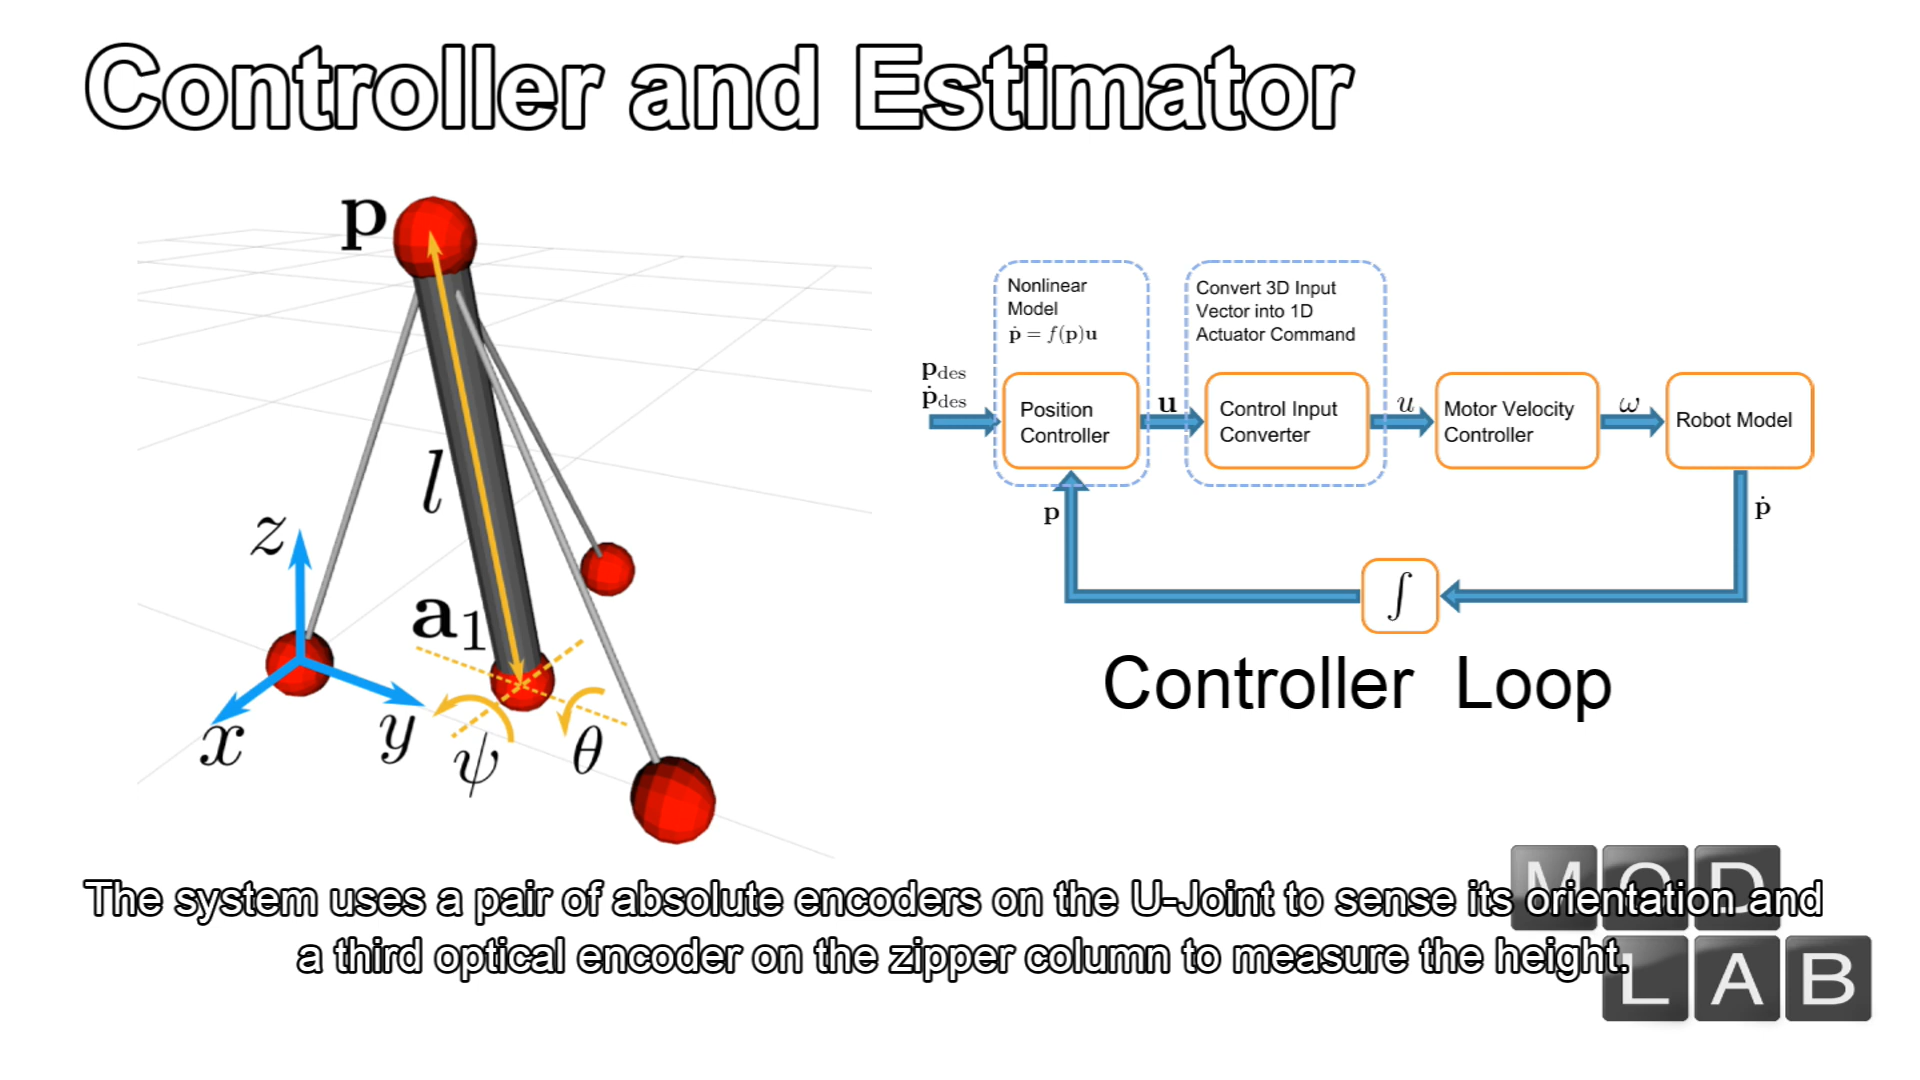 Controller and Estimator
p
l
a₁
z
x
y
ψ
θ
Nonlinear
Model
ṗ = f(p)u
Convert 3D Input
Vector into 1D
Actuator Command
p_des
ṗ_des
Position
Controller
u
Control Input
Converter
u
Motor Velocity
Controller
ω
Robot Model
p
ṗ
∫
Controller Loop
The system uses a pair of absolute encoders on the U-Joint to sense its orientation and
a third optical encoder on the zipper column to measure the height.
MOD
LAB